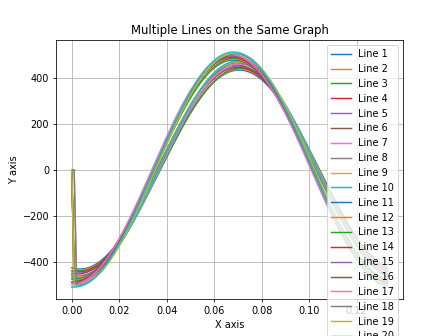 Multiple Lines on the Same Graph
Y axis
400
200
0
−200
−400
0.00
0.02
0.04
0.06
0.08
0.10
X axis
Line 1
Line 2
Line 3
Line 4
Line 5
Line 6
Line 7
Line 8
Line 9
Line 10
Line 11
Line 12
Line 13
Line 14
Line 15
Line 16
Line 17
Line 18
Line 19
Line 20